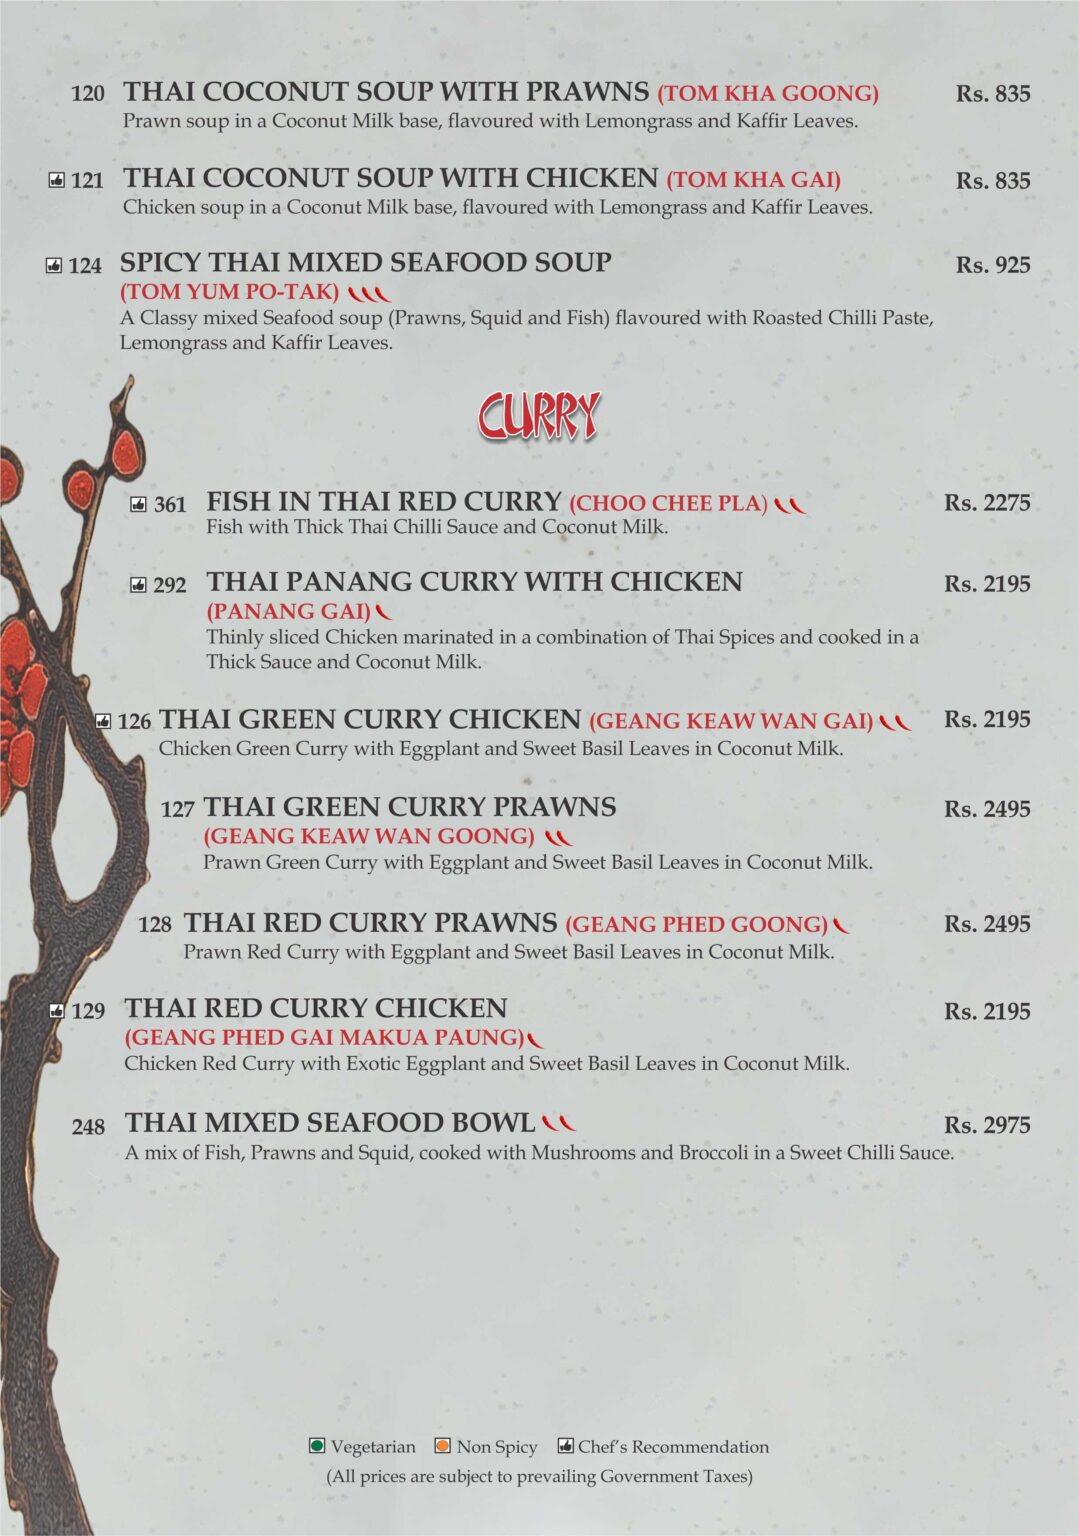 120 THAI COCONUT SOUP WITH PRAWNS (TOM KHA GOONG) Rs. 835
Prawn soup in a Coconut Milk base, flavoured with Lemongrass and Kaffir Leaves.
121 THAI COCONUT SOUP WITH CHICKEN (TOM KHA GAI) Rs. 835
Chicken soup in a Coconut Milk base, flavoured with Lemongrass and Kaffir Leaves.
124 SPICY THAI MIXED SEAFOOD SOUP Rs. 925
(TOM YUM PO-TAK)
A Classy mixed Seafood soup (Prawns, Squid and Fish) flavoured with Roasted Chilli Paste,
Lemongrass and Kaffir Leaves.
CURRY
361 FISH IN THAI RED CURRY (CHOO CHEE PLA) Rs. 2275
Fish with Thick Thai Chilli Sauce and Coconut Milk.
292 THAI PANANG CURRY WITH CHICKEN Rs. 2195
(PANANG GAI)
Thinly sliced Chicken marinated in a combination of Thai Spices and cooked in a
Thick Sauce and Coconut Milk.
126 THAI GREEN CURRY CHICKEN (GEANG KEAW WAN GAI) Rs. 2195
Chicken Green Curry with Eggplant and Sweet Basil Leaves in Coconut Milk.
127 THAI GREEN CURRY PRAWNS Rs. 2495
(GEANG KEAW WAN GOONG)
Prawn Green Curry with Eggplant and Sweet Basil Leaves in Coconut Milk.
128 THAI RED CURRY PRAWNS (GEANG PHED GOONG) Rs. 2495
Prawn Red Curry with Eggplant and Sweet Basil Leaves in Coconut Milk.
129 THAI RED CURRY CHICKEN Rs. 2195
(GEANG PHED GAI MAKUA PAUNG)
Chicken Red Curry with Exotic Eggplant and Sweet Basil Leaves in Coconut Milk.
248 THAI MIXED SEAFOOD BOWL Rs. 2975
A mix of Fish, Prawns and Squid, cooked with Mushrooms and Broccoli in a Sweet Chilli Sauce.
Vegetarian Non Spicy Chef's Recommendation
(All prices are subject to prevailing Government Taxes)